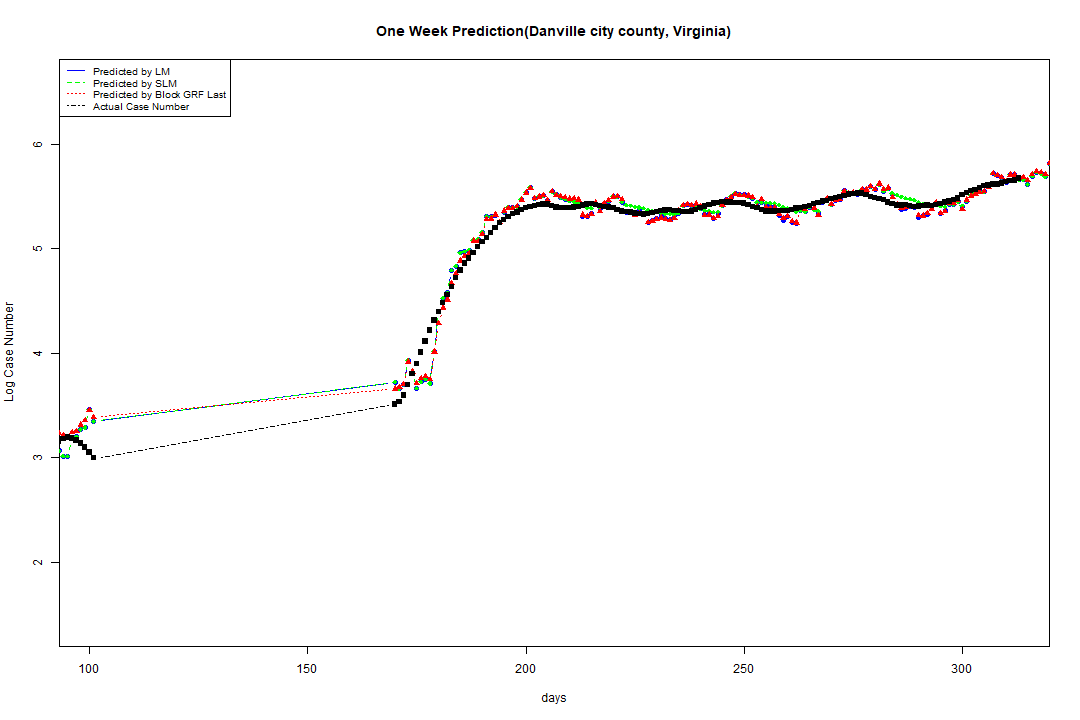 One Week Prediction(Danville city county, Virginia)
Predicted by LM
Predicted by SLM
Predicted by Block GRF Last
Actual Case Number
6
5
4
3
2
Log Case Number
100 150 200 250 300
days